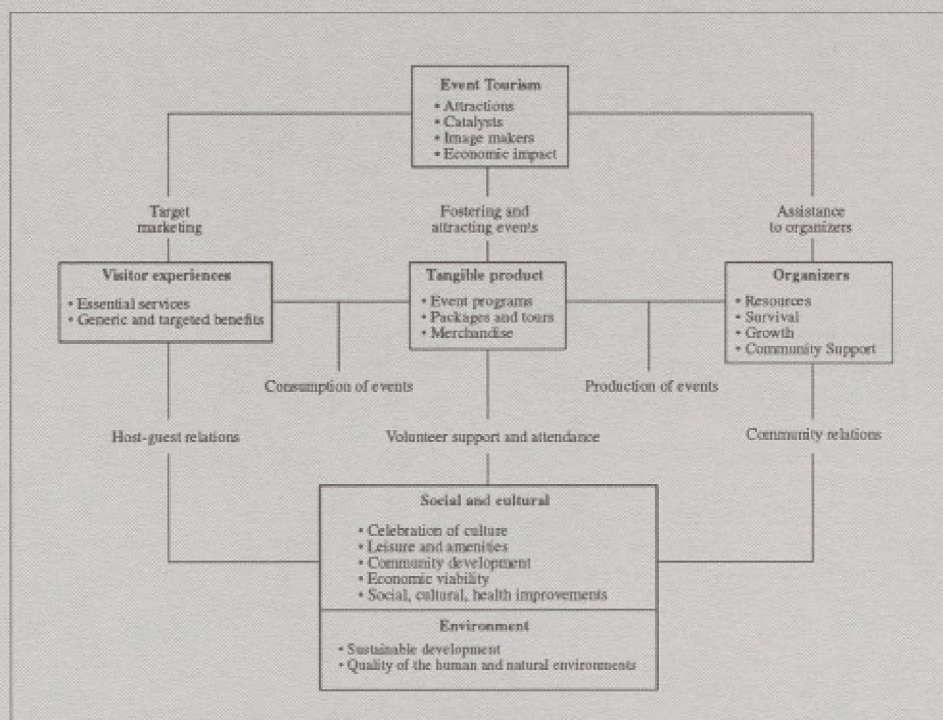 Event Tourism
• Attractions
• Catalysts
• Image makers
• Economic impact
Target
marketing
Fostering and
attracting events
Assistance
to organizers
Visitor experiences
• Essential services
• Generic and targeted benefits
Tangible product
• Event programs
• Packages and tours
• Merchandise
Organizers
• Resources
• Survival
• Growth
• Community Support
Consumption of events
Production of events
Host-guest relations
Volunteer support and attendance
Community relations
Social and cultural
• Celebration of culture
• Leisure and amenities
• Community development
• Economic viability
• Social, cultural, health improvements
Environment
• Sustainable development
• Quality of the human and natural environments